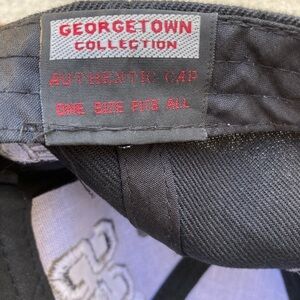 GEORGETOWN
COLLECTION
AUTHENTIC CAP
ONE SIZE FITS ALL